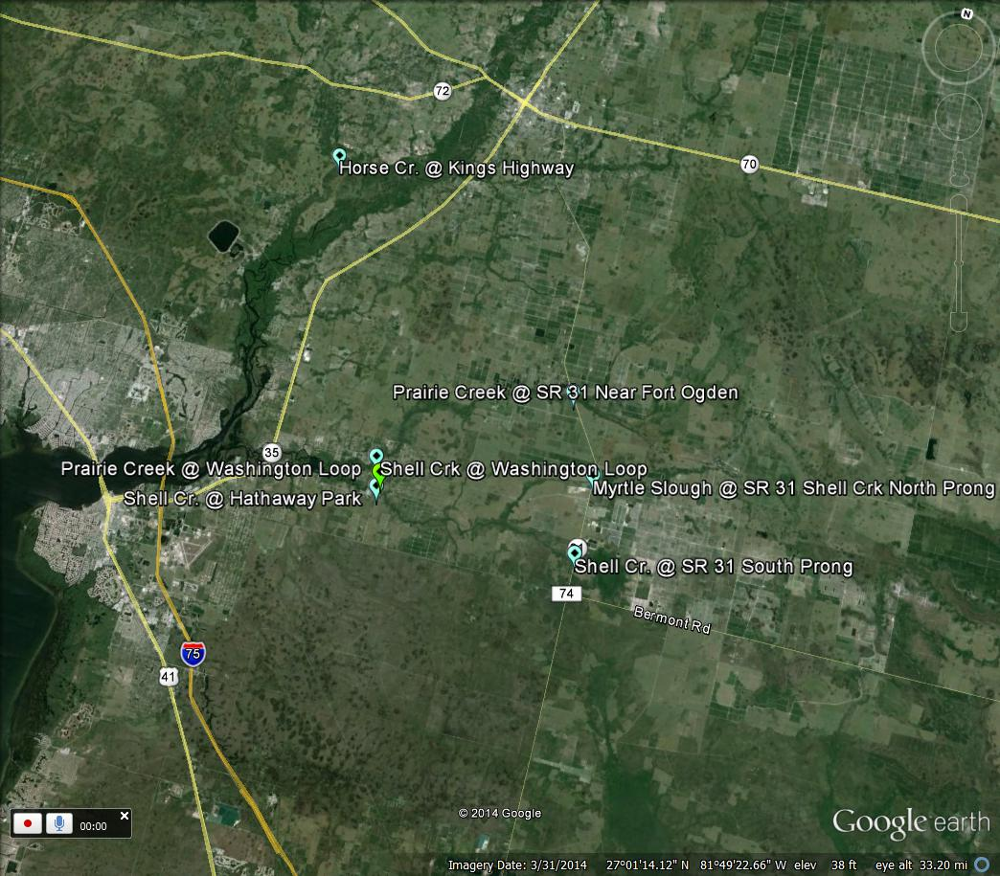 N
72
70
Horse Cr. @ Kings Highway
Prairie Creek @ SR 31 Near Fort Ogden
35
Prairie Creek @ Washington Loop
Shell Crk @ Washington Loop
Myrtle Slough @ SR 31 Shell Crk North Prong
Shell Cr. @ Hathaway Park
Shell Cr. @ SR 31 South Prong
74
Bermont Rd
75
41
00:00
© 2014 Google
Google earth
Imagery Date: 3/31/2014 27°01'14.12" N 81°49'22.66" W elev 38 ft eye alt 33.20 mi